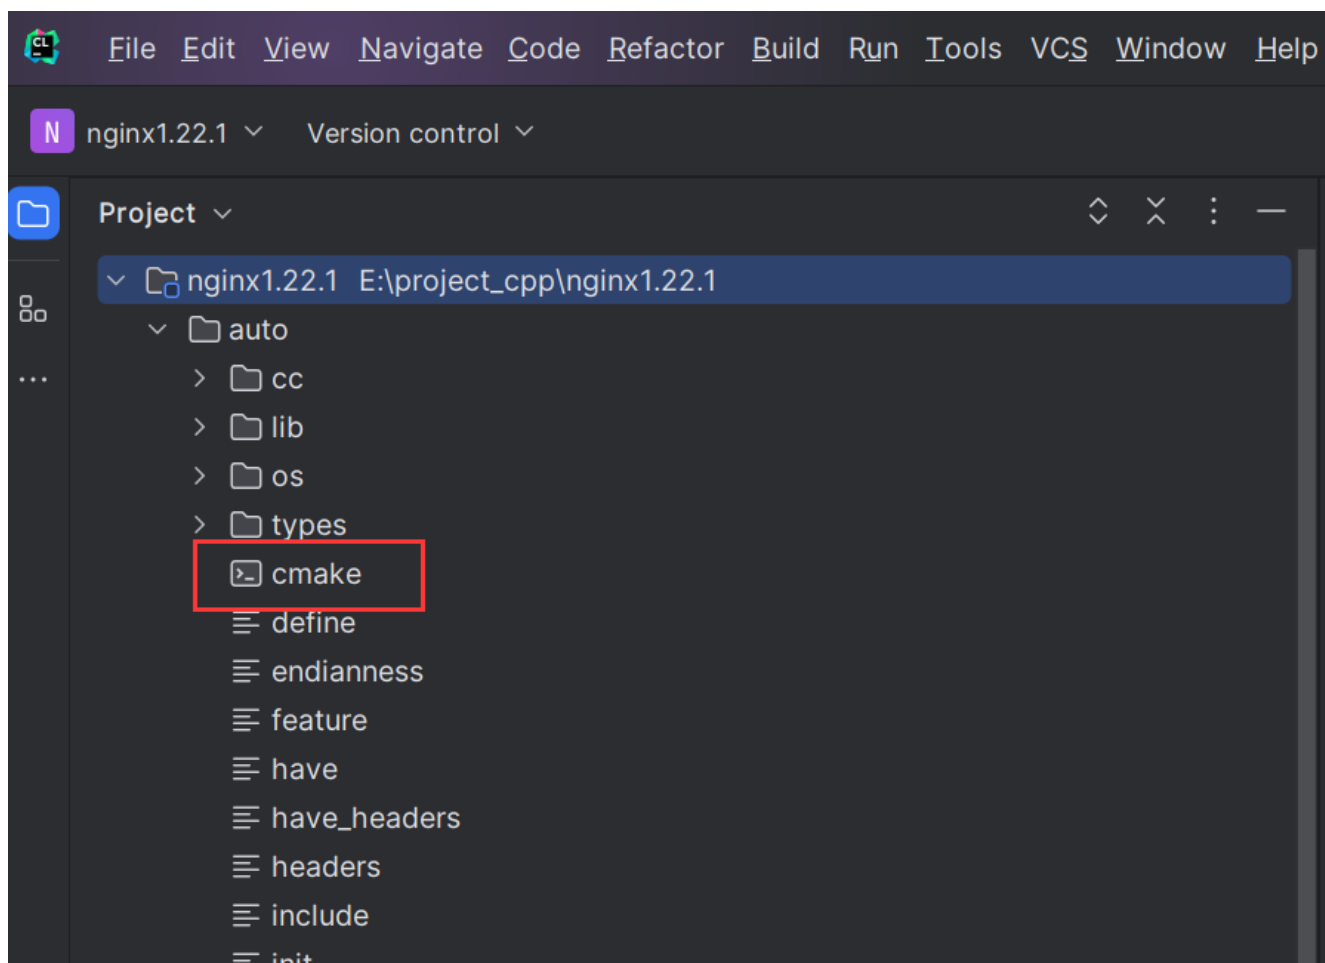 CL
File Edit View Navigate Code Refactor Build Run Tools VCS Window Help
N nginx1.22.1 Version control
Project
nginx1.22.1 E:\project_cpp\nginx1.22.1
auto
cc
lib
os
types
cmake
define
endianness
feature
have
have_headers
headers
include
init